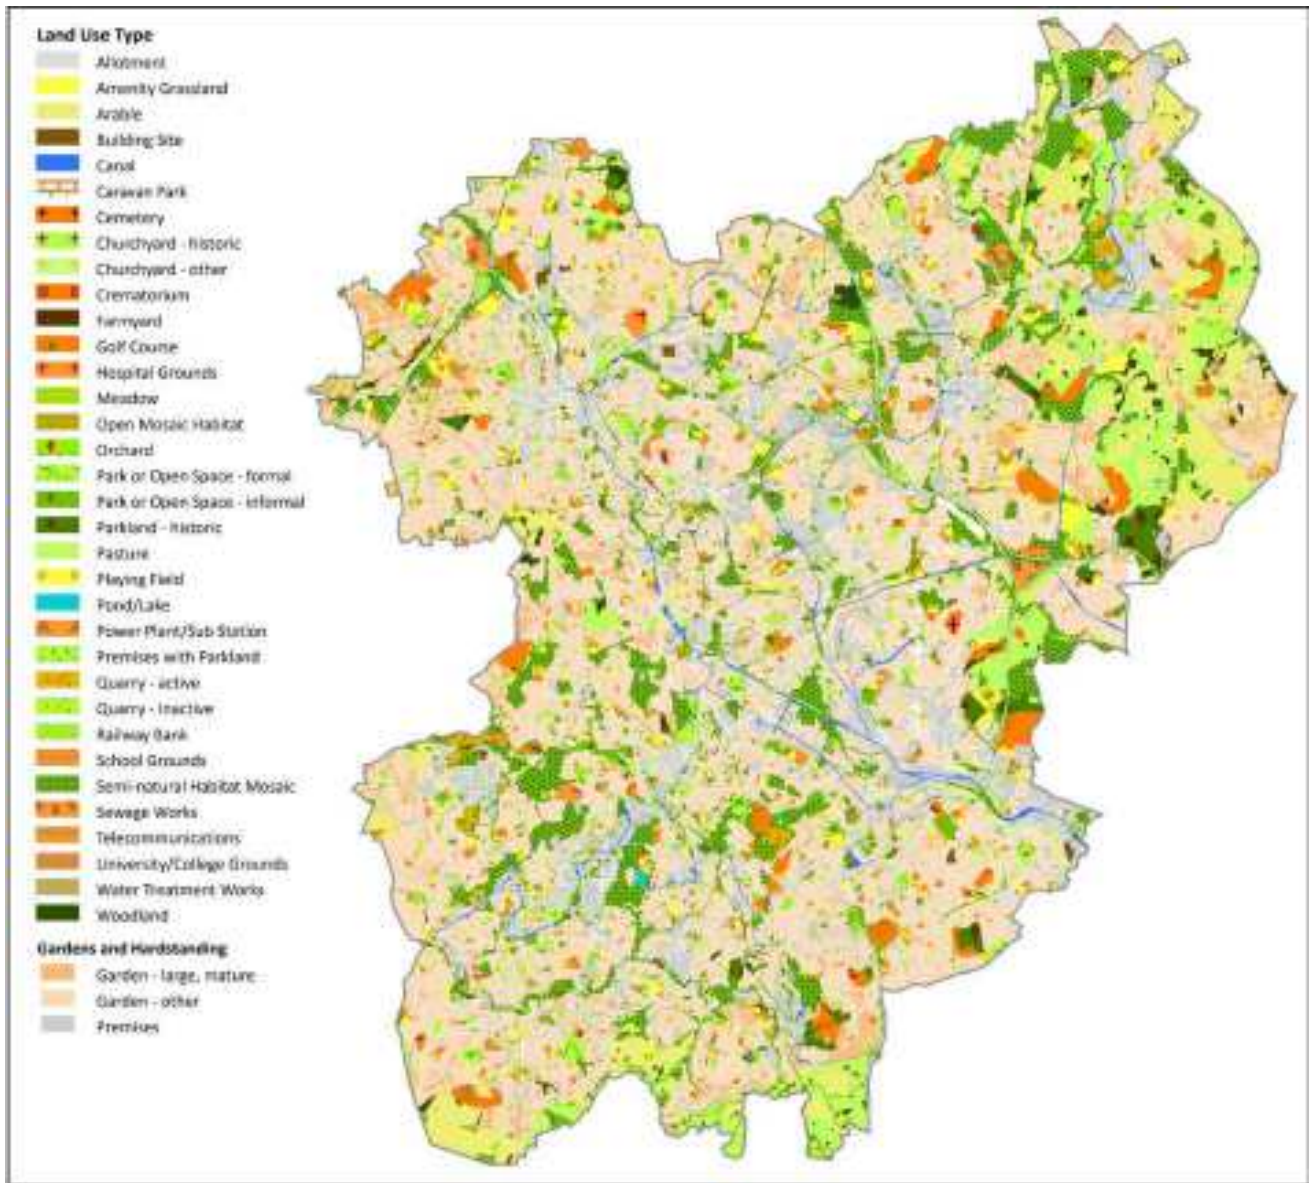 Land Use Type
Allotment
Amenity Grassland
Arable
Building Site
Canal
Caravan Park
Cemetery
Churchyard - historic
Churchyard - other
Crematorium
Farmyard
Golf Course
Hospital Grounds
Meadow
Open Mosaic Habitat
Orchard
Park or Open Space - formal
Park or Open Space - informal
Parkland - historic
Pasture
Playing Field
Pond/Lake
Power Plant/Sub Station
Premises with Parkland
Quarry - active
Quarry - Inactive
Railway Bank
School Grounds
Semi-natural Habitat Mosaic
Sewage Works
Telecommunications
University/College Grounds
Water Treatment Works
Woodland
Gardens and Hardstanding
Garden - large, mature
Garden - other
Premises